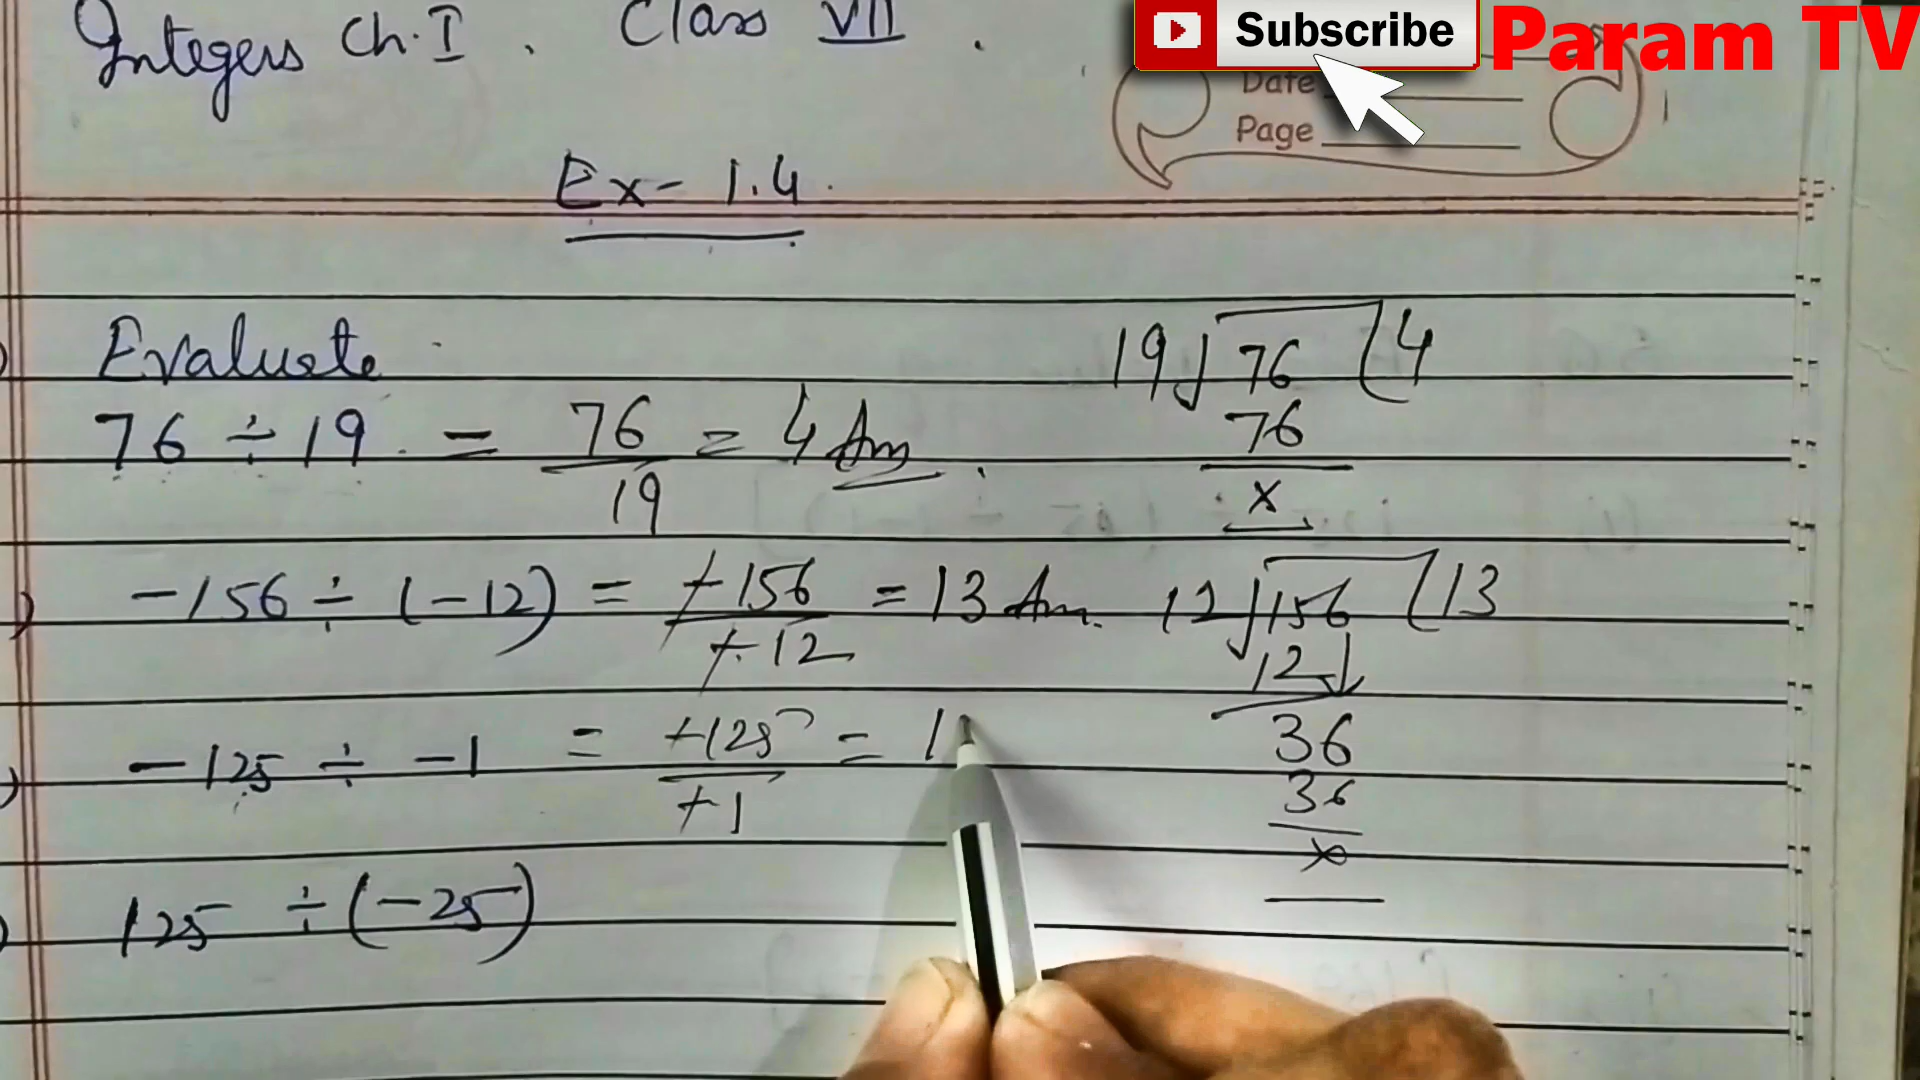 Integers Ch. I . Class VII .
Subscribe Param TV
Date
Page
Ex- 1.4.
Evaluate
76 ÷ 19 = 76/19 = 4 Ans.
19)76(4
76
x
-156 ÷ (-12) = -156/-12 = 13 Ans.
12)156(13
12↓
36
36
x
-125 ÷ -1 = -125/-1 = 1
125 ÷ (-25)